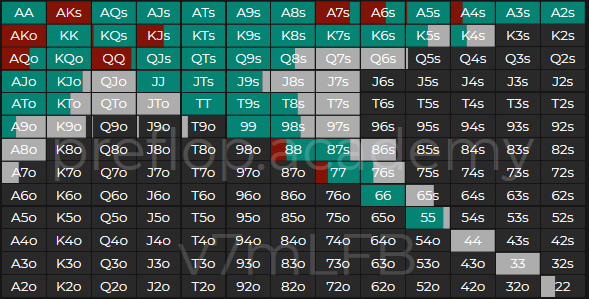 AA AKs AQs AJs ATs A9s A8s A7s A6s A5s A4s A3s A2s
AKo KK KQs KJs KTs K9s K8s K7s K6s K5s K4s K3s K2s
AQo KQo QQ QJs QTs Q9s Q8s Q7s Q6s Q5s Q4s Q3s Q2s
AJo KJo QJo JJ JTs J9s J8s J7s J6s J5s J4s J3s J2s
ATo KTo QTo JTo TT T9s T8s T7s T6s T5s T4s T3s T2s
A9o K9o Q9o J9o T9o 99 98s 97s 96s 95s 94s 93s 92s
A8o K8o Q8o J8o T8o 98o 88 87s 86s 85s 84s 83s 82s
preflop.academy
A7o K7o Q7o J7o T7o 97o 87o 77 76s 75s 74s 73s 72s
A6o K6o Q6o J6o T6o 96o 86o 76o 66 65s 64s 63s 62s
A5o K5o Q5o J5o T5o 95o 85o 75o 65o 55 54s 53s 52s
A4o K4o Q4o J4o T4o 94o 84o 74o 64o 54o 44 43s 42s
v7mLFB
A3o K3o Q3o J3o T3o 93o 83o 73o 63o 53o 43o 33 32s
A2o K2o Q2o J2o T2o 92o 82o 72o 62o 52o 42o 32o 22